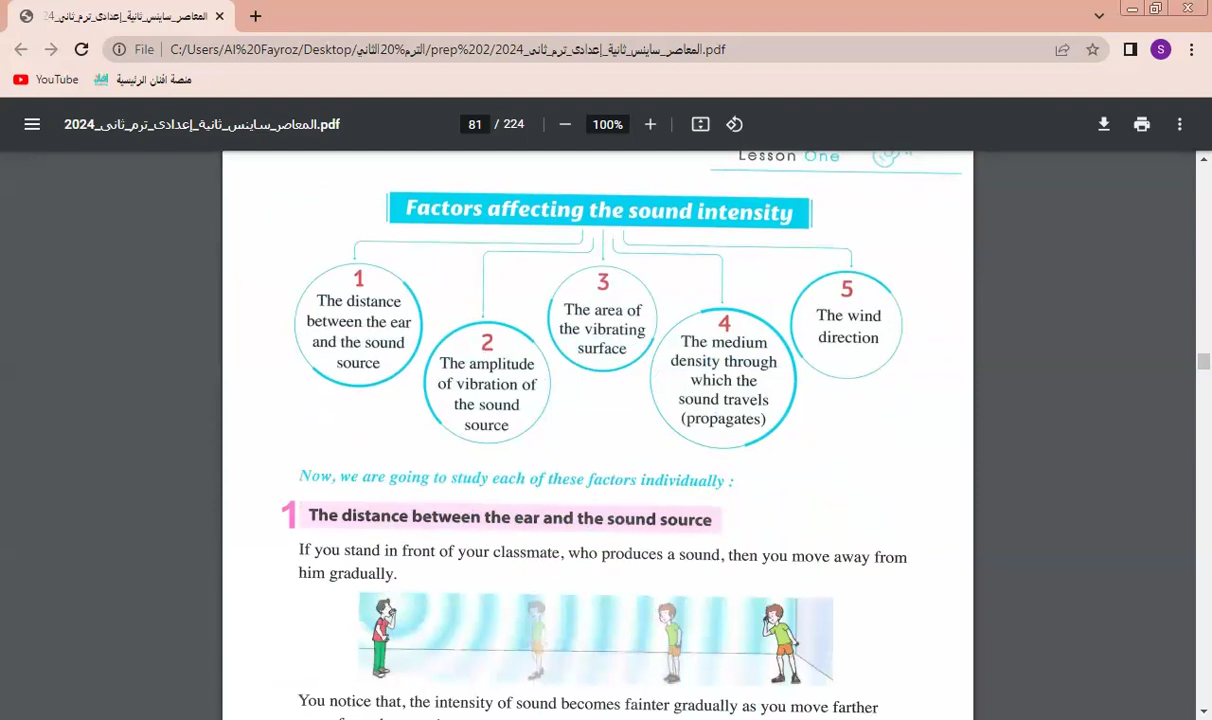 المعاصر_ساينس_ثانية_إعدادى_ترم_ثانى_24
File
C:/Users/Al%20Fayroz/Desktop/الترم%20الثاني/prep%202/2024_المعاصر_ساينس_ثانية_إعدادى_ترم_ثانى.pdf
S
YouTube
منصة أفنان الرئيسية
2024_المعاصر_ساينس_ثانية_إعدادى_ترم_ثانى.pdf
81 / 224
100%
Lesson One
Factors affecting the sound intensity
1
The distance
between the ear
and the sound
source
2
The amplitude
of vibration of
the sound
source
3
The area of
the vibrating
surface
4
The medium
density through
which the
sound travels
(propagates)
5
The wind
direction
Now, we are going to study each of these factors individually :
1 The distance between the ear and the sound source
If you stand in front of your classmate, who produces a sound, then you move away from
him gradually.
You notice that, the intensity of sound becomes fainter gradually as you move farther